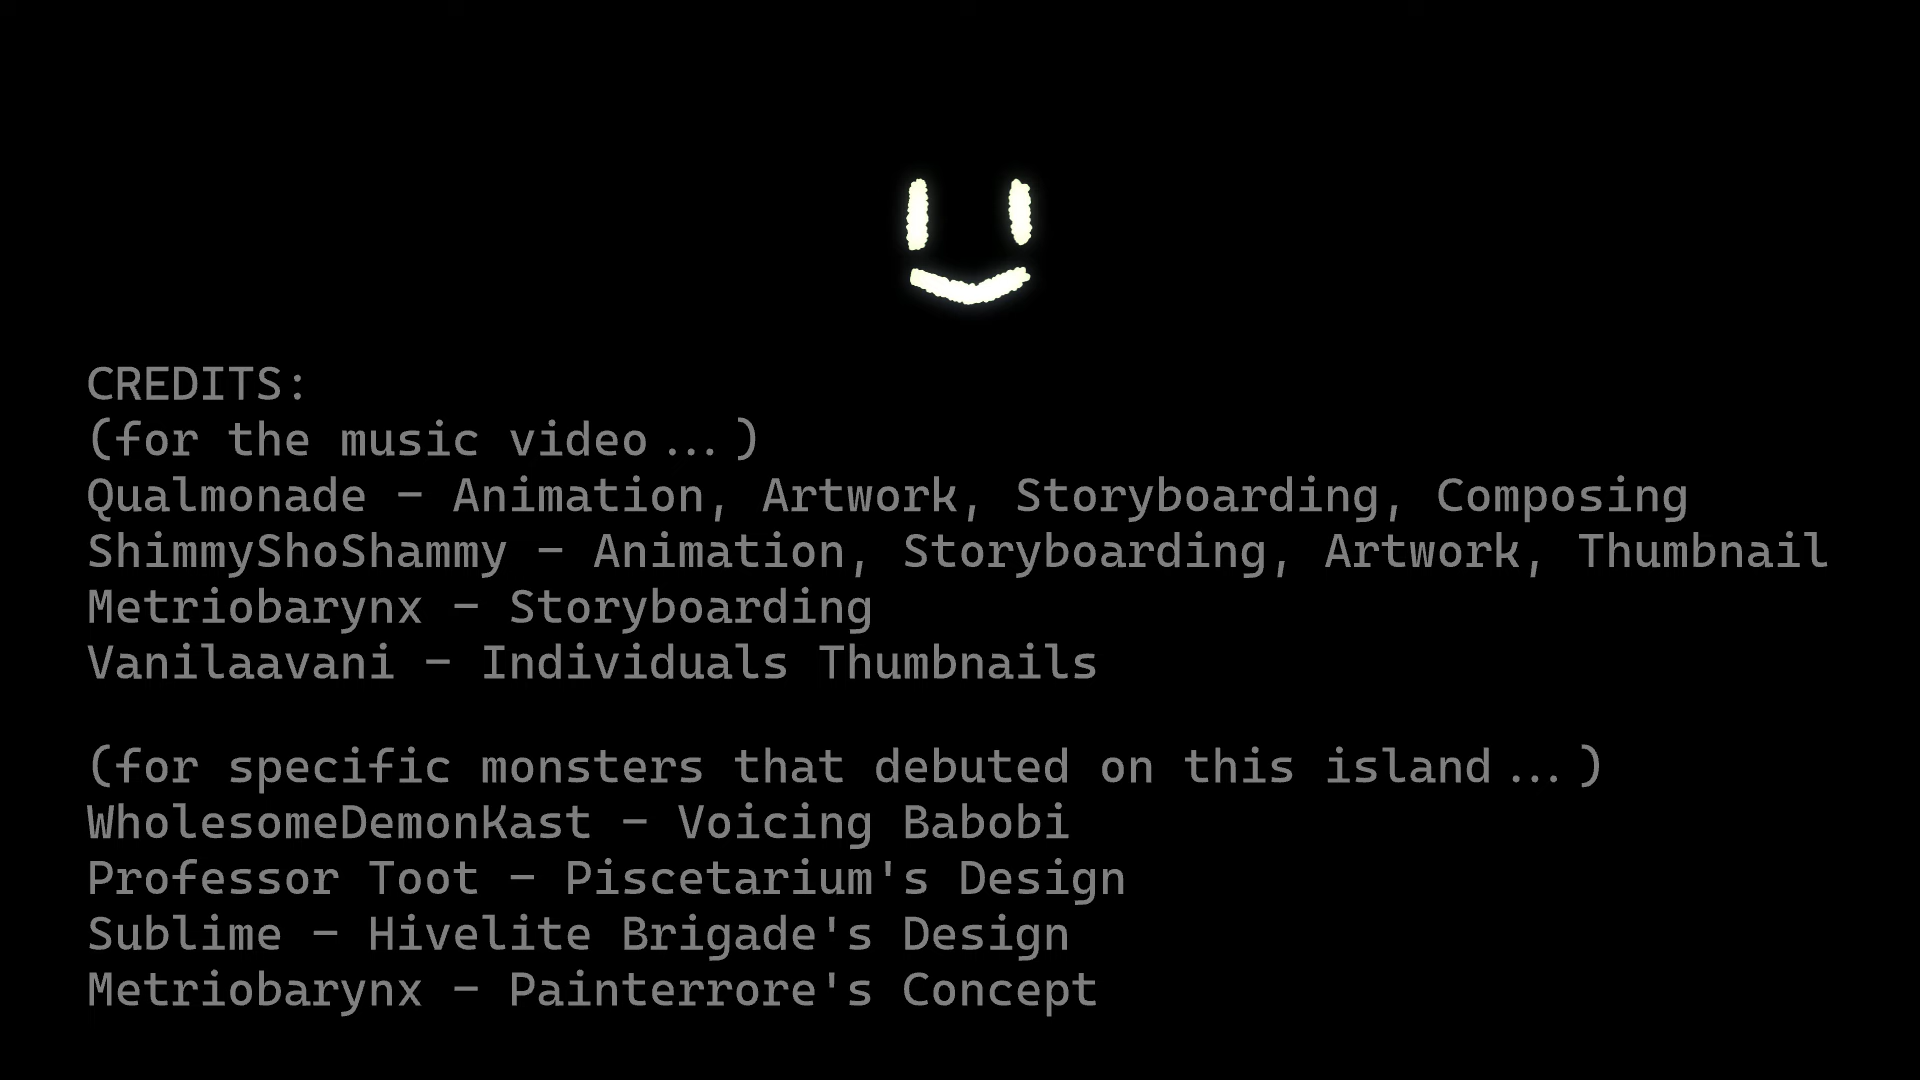 CREDITS:
(for the music video...)
Qualmonade - Animation, Artwork, Storyboarding, Composing
ShimmyShoShammy - Animation, Storyboarding, Artwork, Thumbnail
Metriobarynx - Storyboarding
Vanilaavani - Individuals Thumbnails
(for specific monsters that debuted on this island...)
WholesomeDemonKast - Voicing Babobi
Professor Toot - Piscetarium's Design
Sublime - Hivelite Brigade's Design
Metriobarynx - Painterrore's Concept